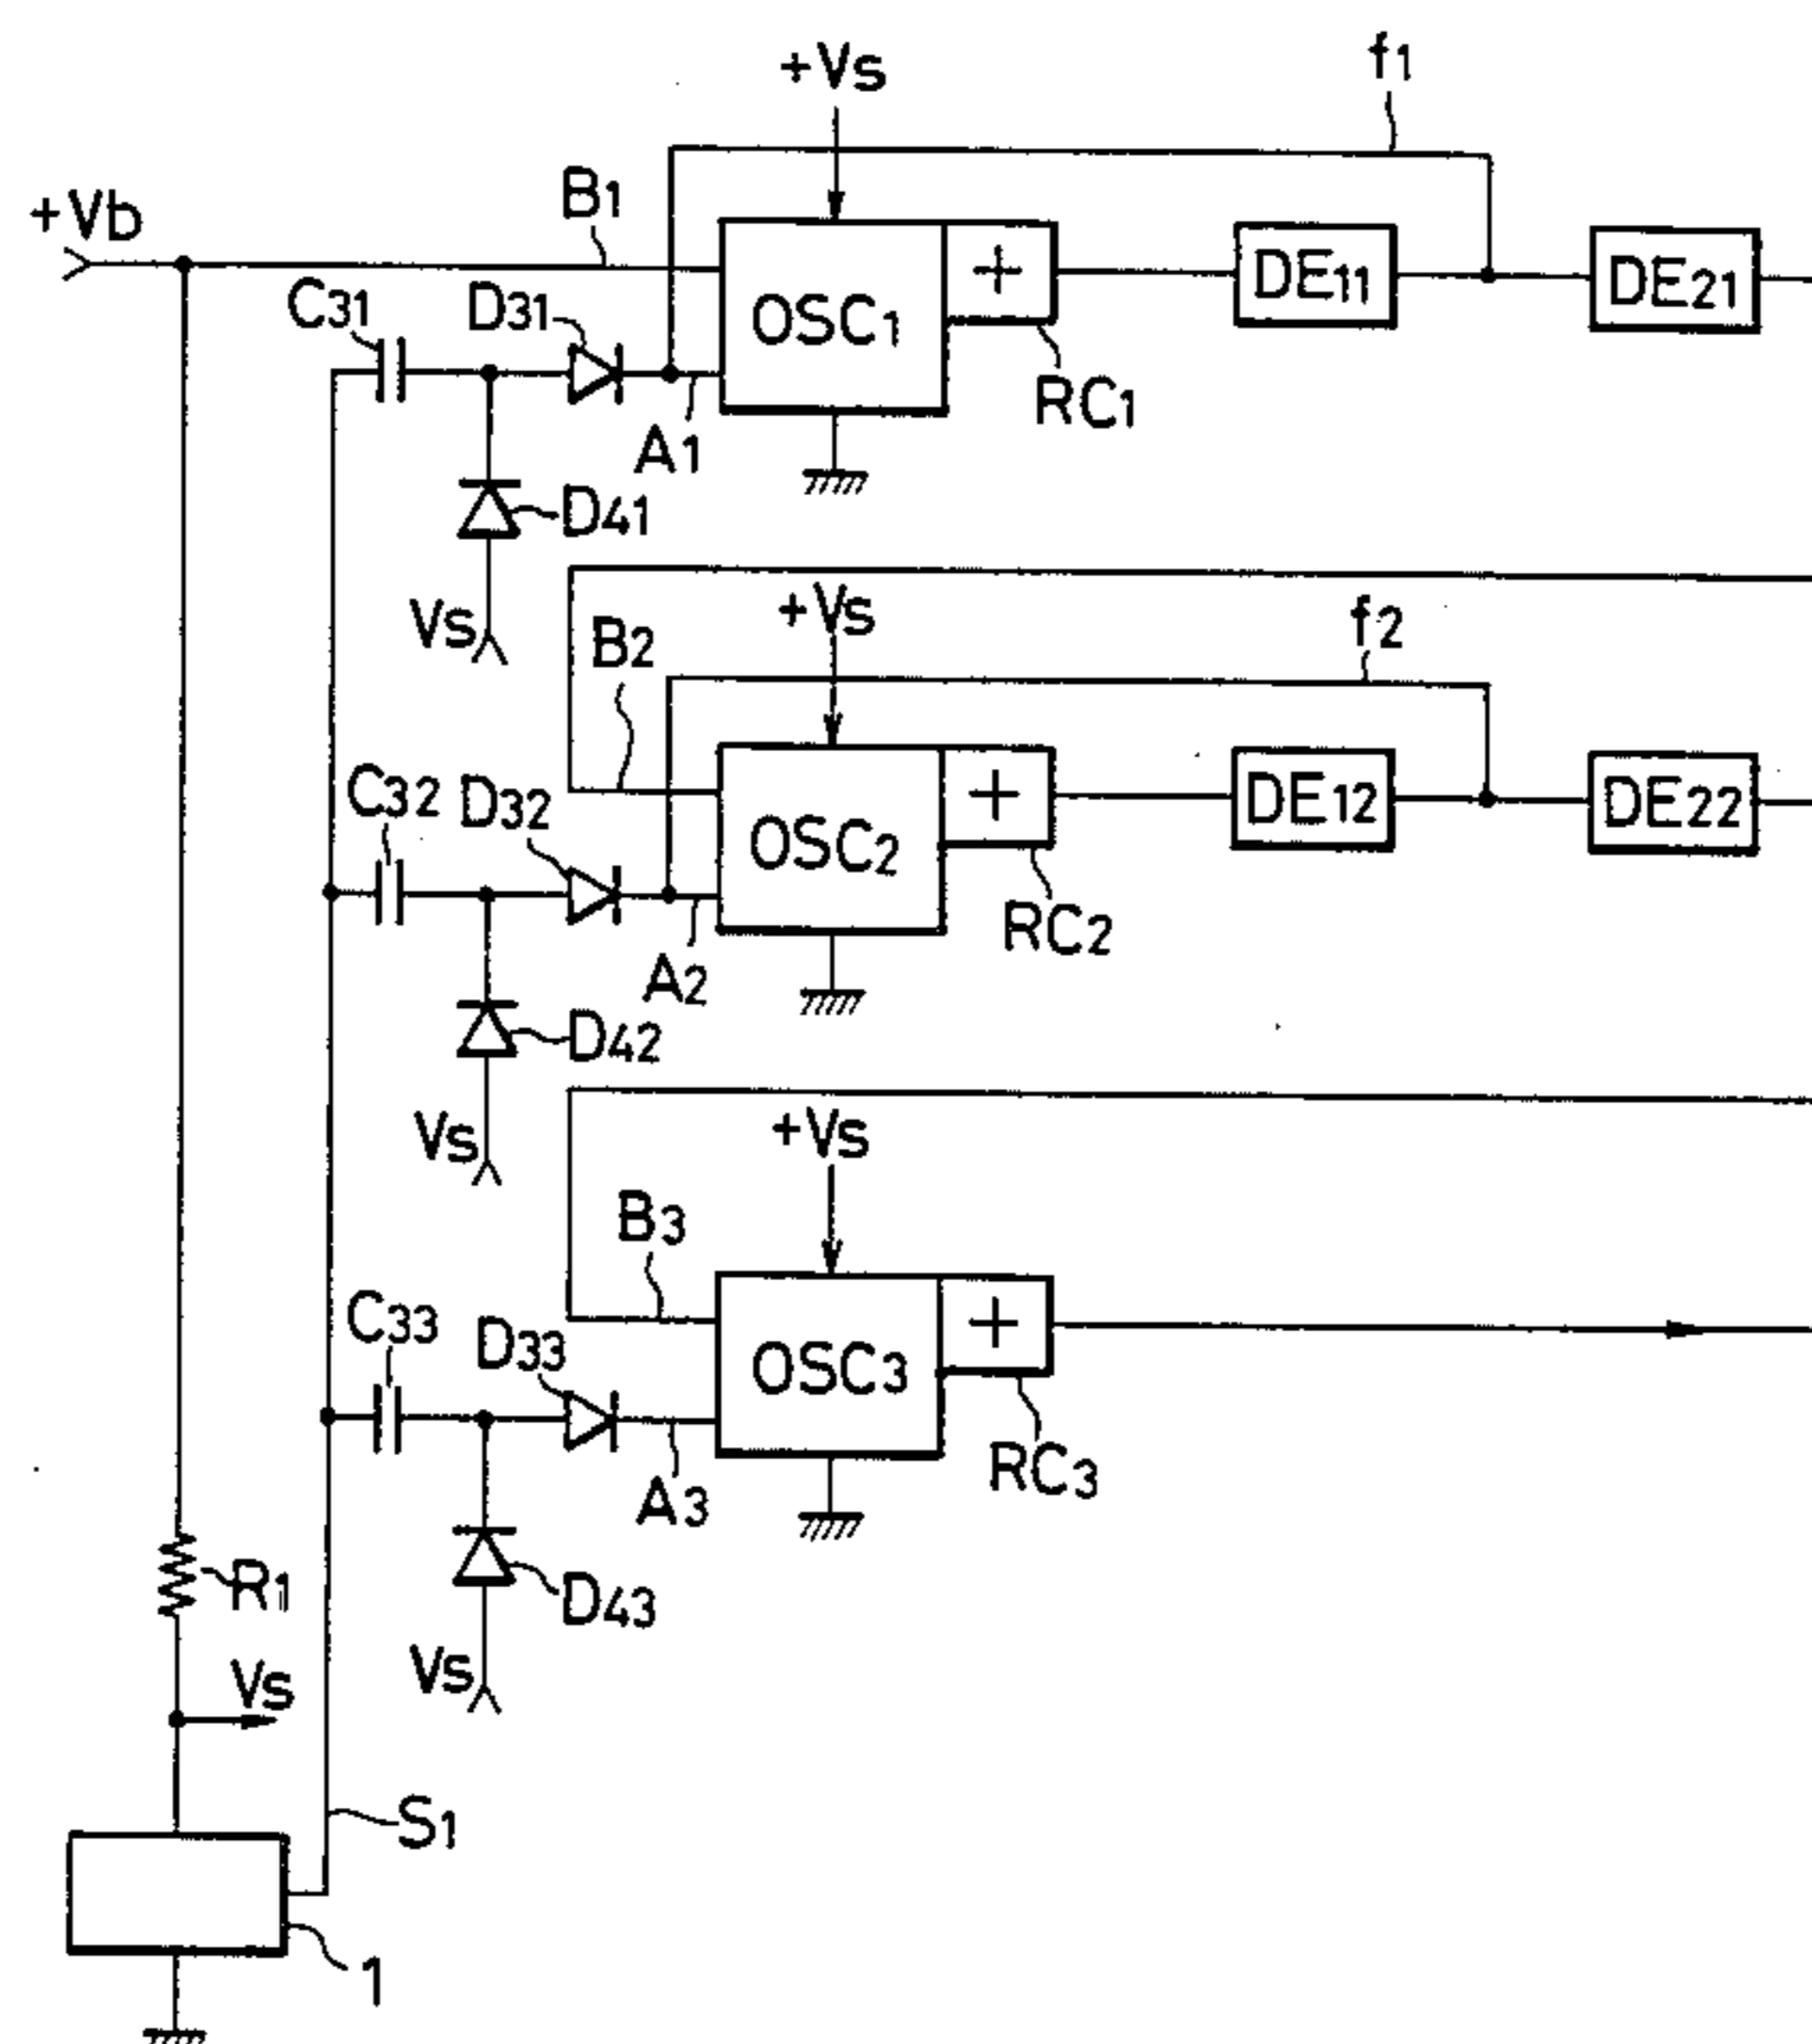 +Vs
f1
+Vb
B1
C31
D31
OSC1
+
DE11
DE21
RC1
A1
D41
Vs
+Vs
f2
B2
C32
D32
OSC2
+
DE12
DE22
RC2
A2
D42
Vs
+Vs
B3
C33
D33
OSC3
+
RC3
A3
R1
D43
Vs
Vs
S1
1